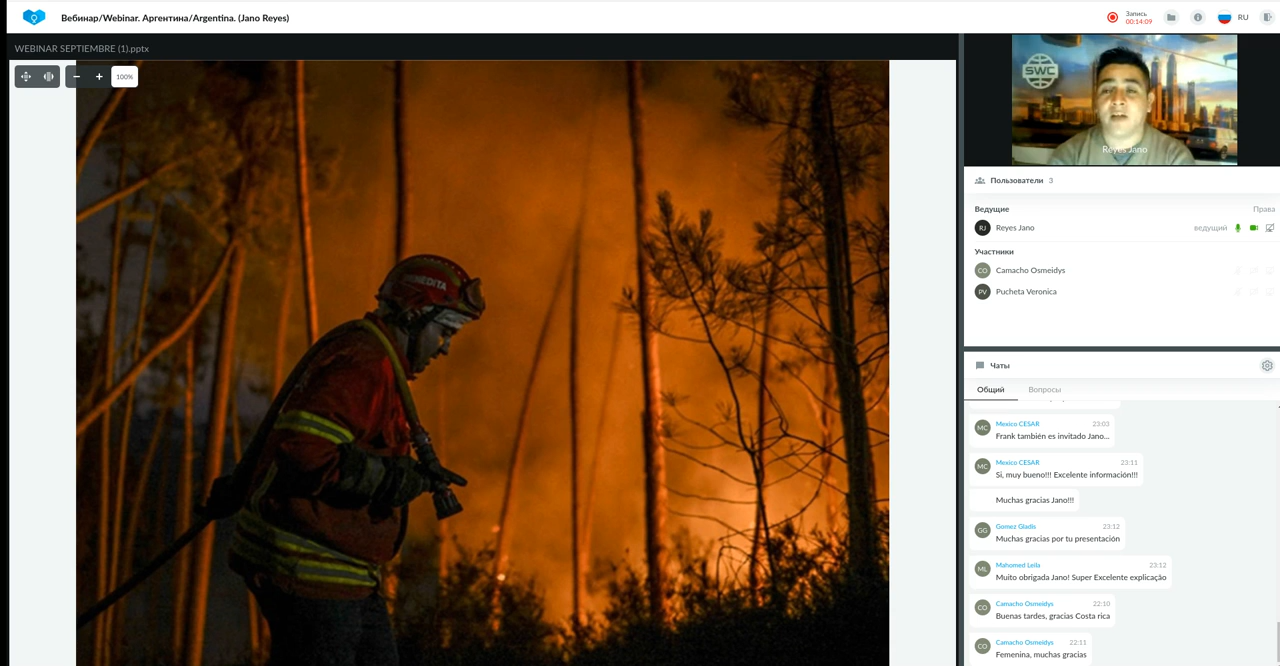 Вебинар/Webinar. Аргентина/Argentina. (Jano Reyes)
Запись
00:14:09
RU
WEBINAR SEPTIEMBRE (1).pptx
100%
SWC
Reyes Jano
Пользователи 3
Ведущие Права
RJ Reyes Jano ведущий
Участники
CO Camacho Osmeidys
PV Pucheta Veronica
Чаты
Общий Вопросы
MC Mexico CESAR 23:03
Frank también es invitado Jano...
MC Mexico CESAR 23:11
Si, muy bueno!!! Excelente información!!!
Muchas gracias Jano!!!
GG Gomez Gladis 23:12
Muchas gracias por tu presentación
ML Mahomed Leila 23:12
Muito obrigada Jano! Super Excelente explicação
CO Camacho Osmeidys 22:10
Buenas tardes, gracias Costa rica
CO Camacho Osmeidys 22:11
Femenina, muchas gracias